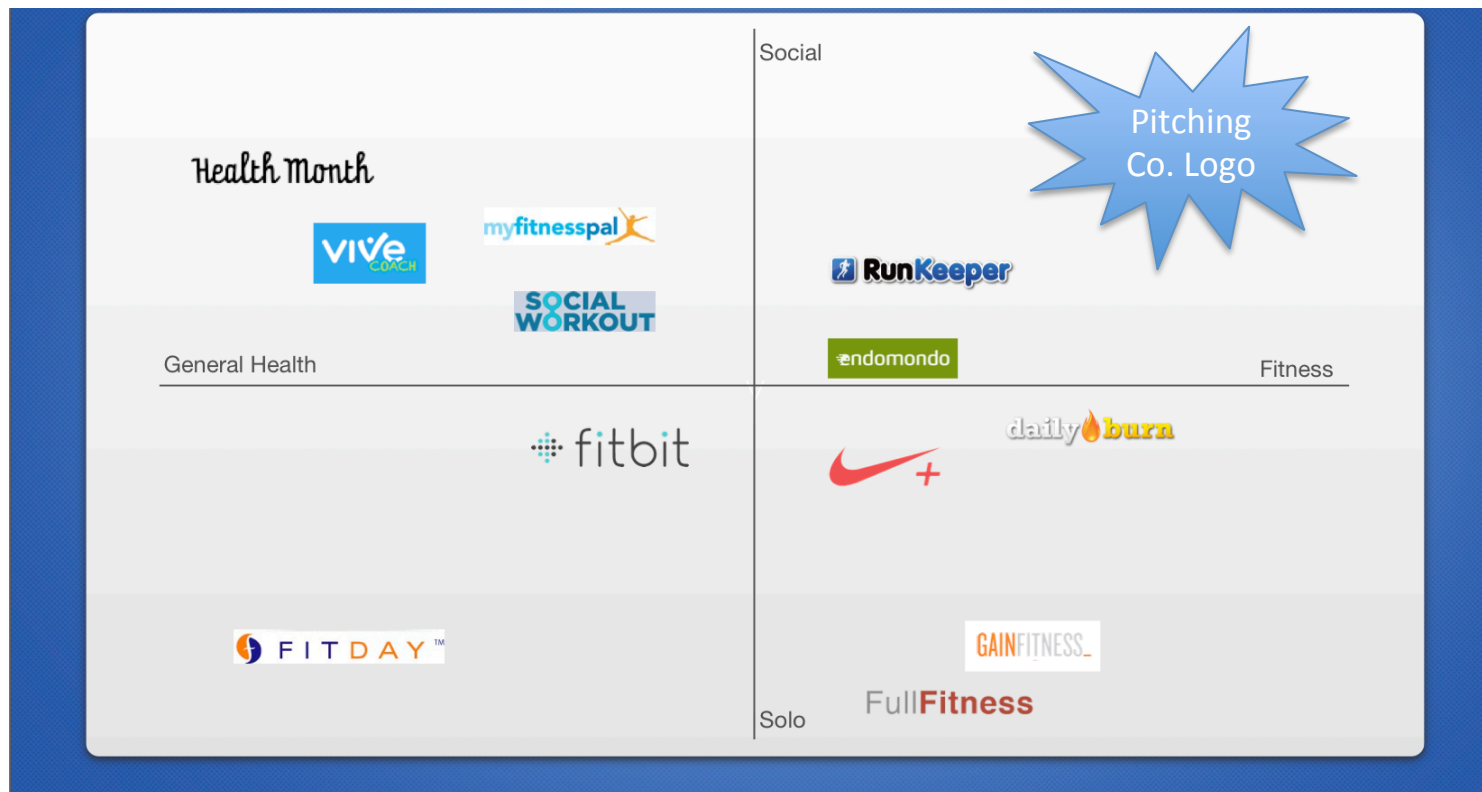 Social
Pitching
Co. Logo
Health Month
myfitnesspal
VIVE
COACH
RunKeeper
SOCIAL
WORKOUT
endomondo
General Health
Fitness
dailyburn
fitbit
+
FITDAY™
GAINFITNESS_
FullFitness
Solo